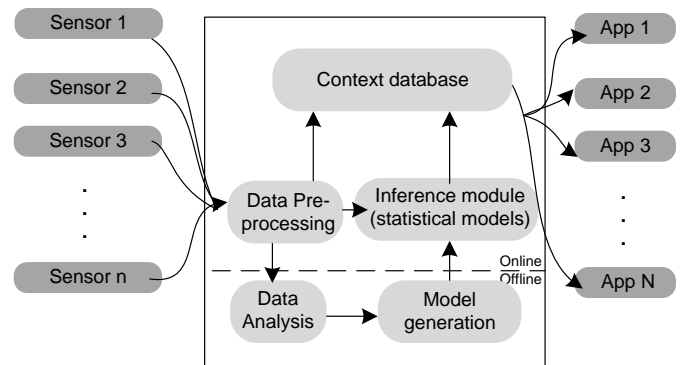 Sensor 1
Sensor 2
Sensor 3
.
.
.
Sensor n
Context database
Data Pre-
processing
Inference module
(statistical models)
Online
Offline
Data
Analysis
Model
generation
App 1
App 2
App 3
.
.
.
App N